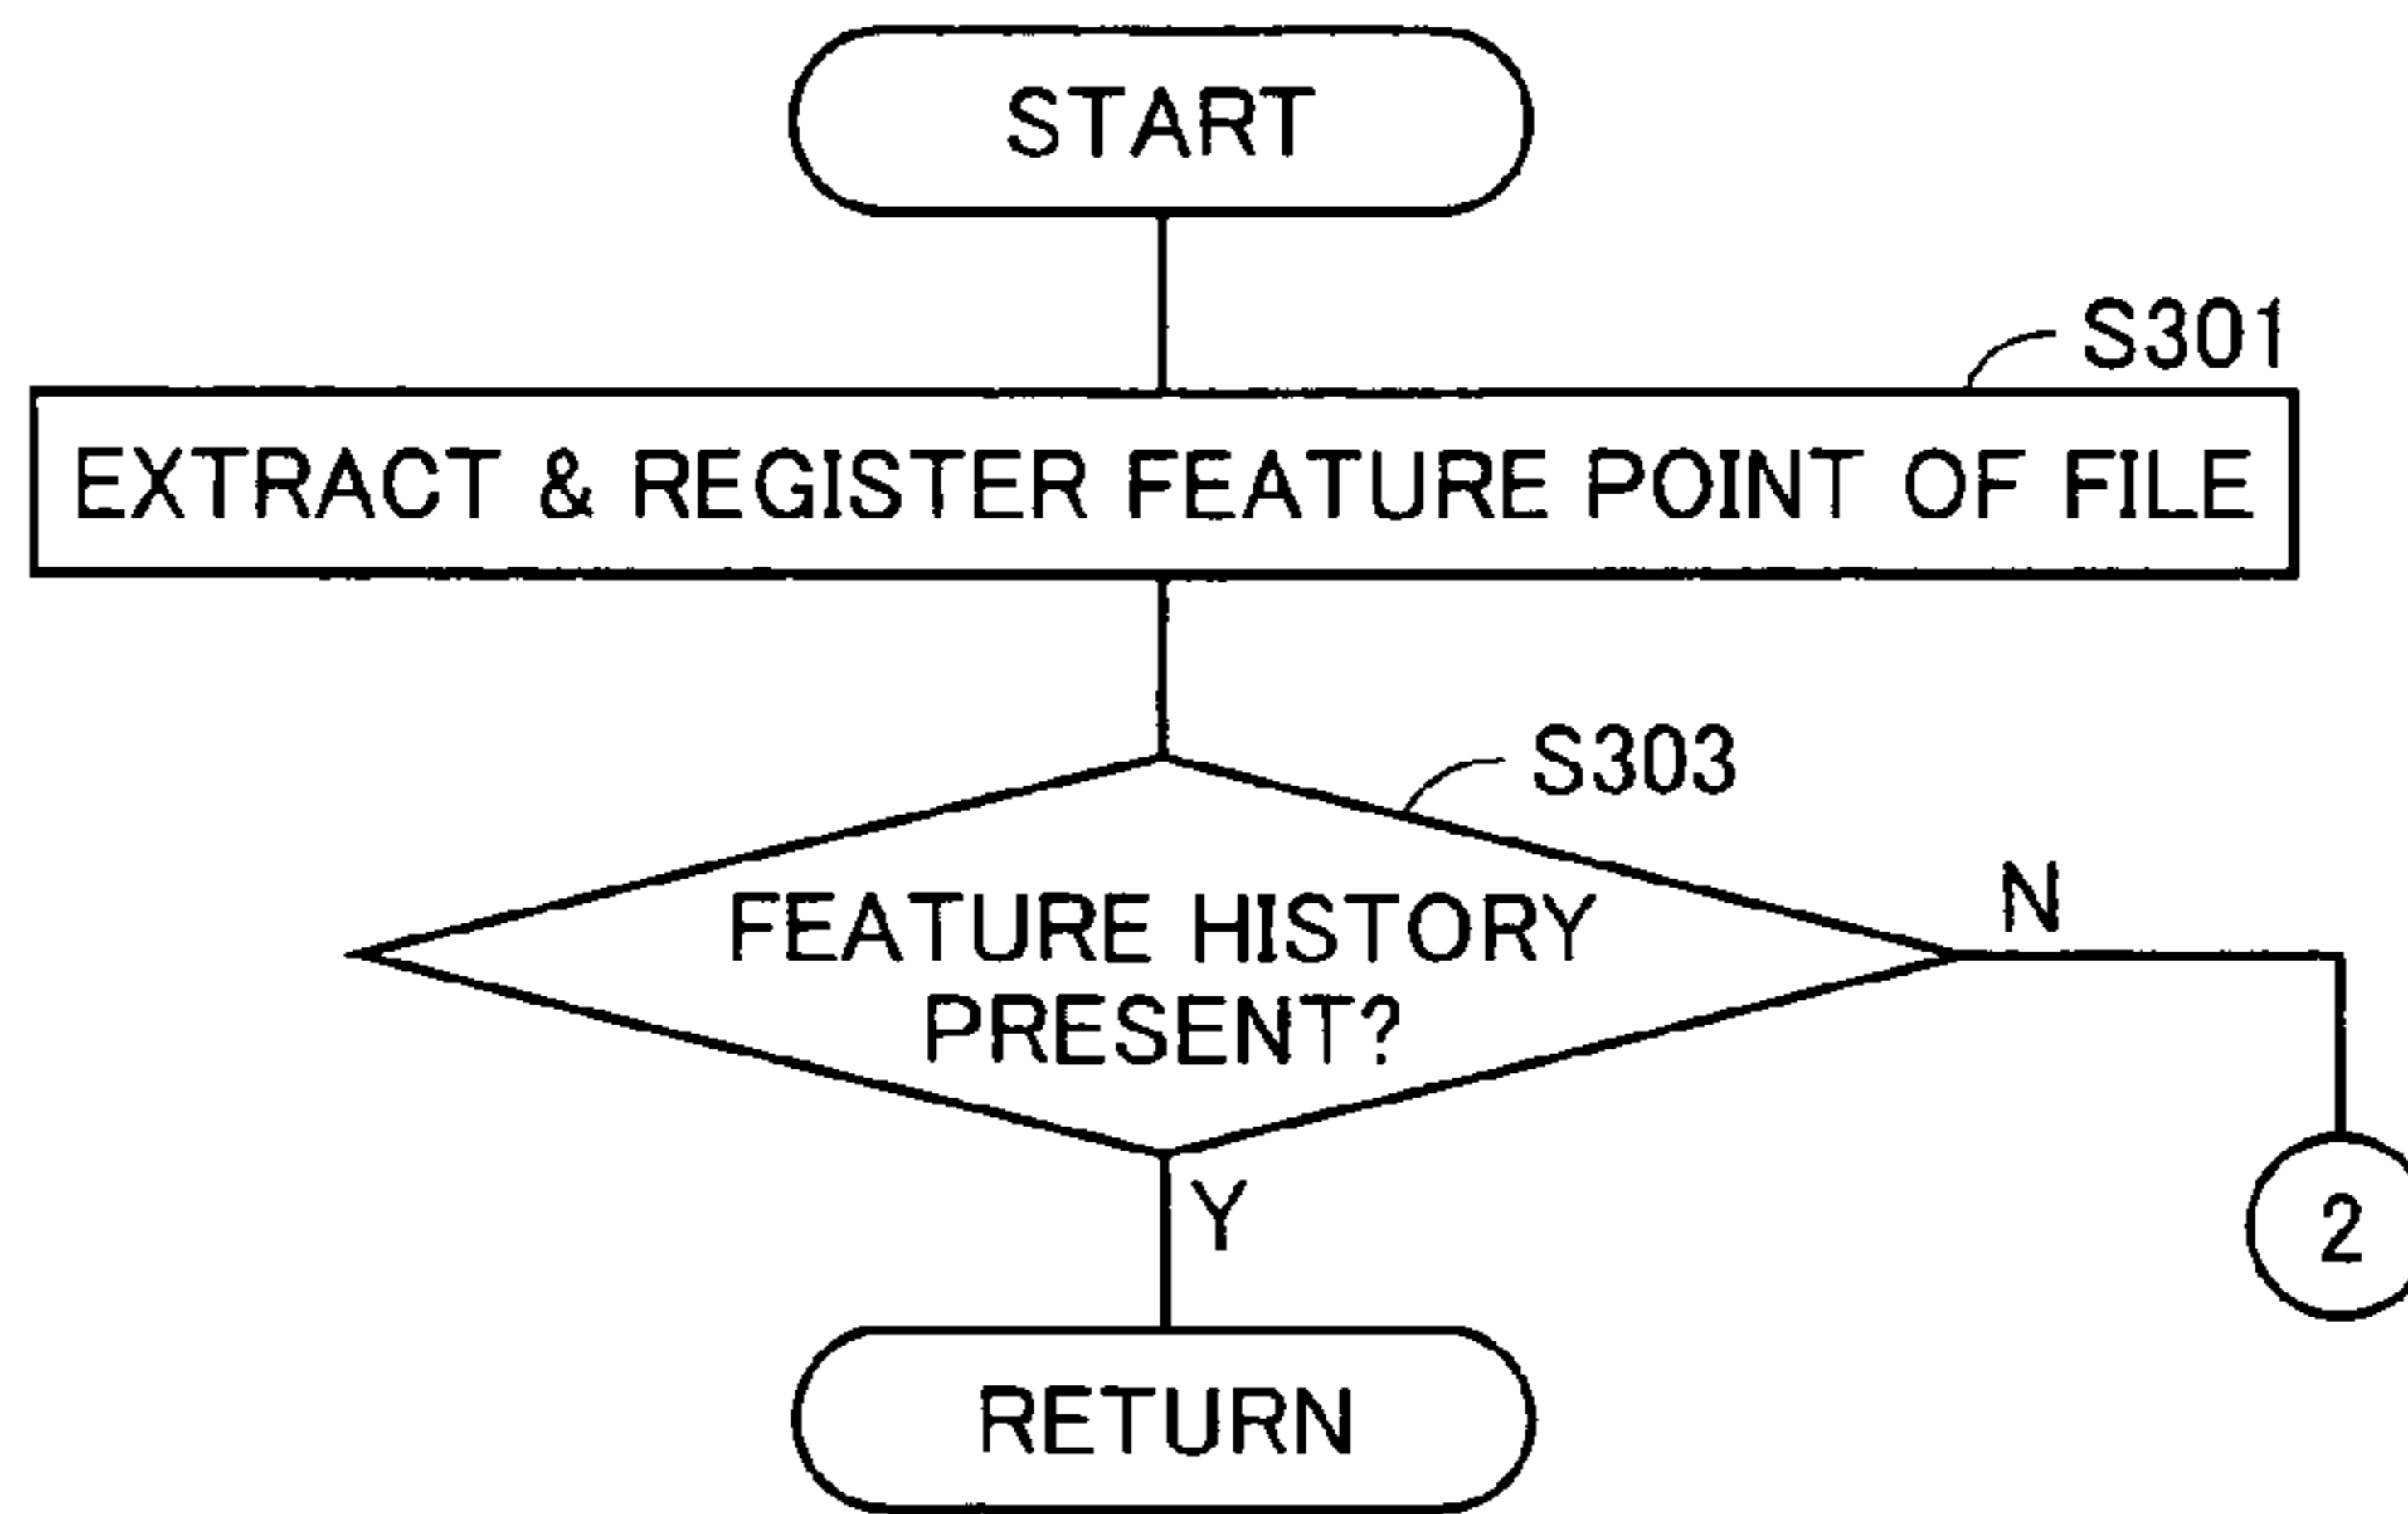 START
S301
EXTRACT & REGISTER FEATURE POINT OF FILE
S303
N
FEATURE HISTORY
PRESENT?
Y
2
RETURN